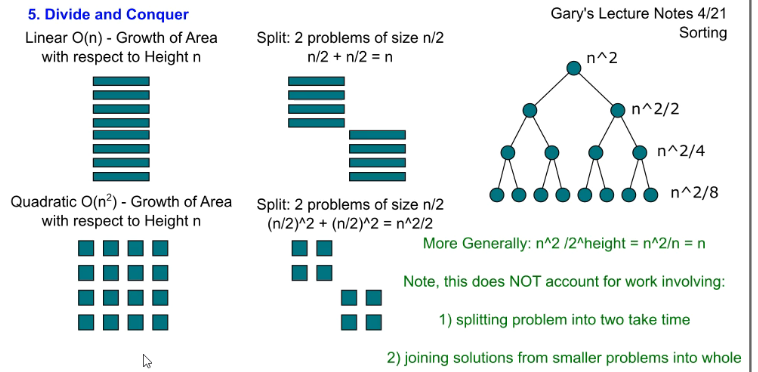 5. Divide and Conquer
Gary's Lecture Notes 4/21
Sorting
Linear O(n) - Growth of Area
with respect to Height n
Split: 2 problems of size n/2
n/2 + n/2 = n
n^2
n^2/2
n^2/4
n^2/8
Quadratic O(n²) - Growth of Area
with respect to Height n
Split: 2 problems of size n/2
(n/2)^2 + (n/2)^2 = n^2/2
More Generally: n^2 /2^height = n^2/n = n
Note, this does NOT account for work involving:
1) splitting problem into two take time
2) joining solutions from smaller problems into whole